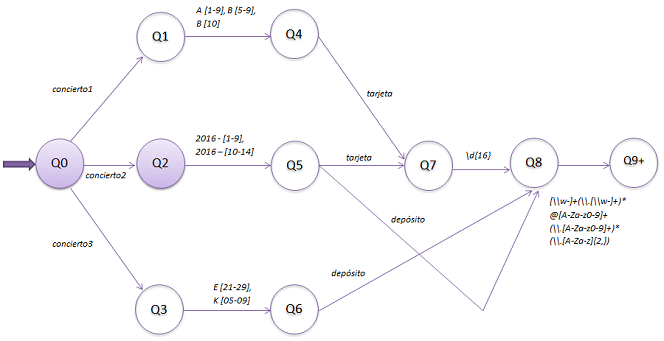 A [1-9], B [5-9],
B [10]
Q1
Q4
concierto1
tarjeta
2016 - [1-9],
2016 – [10-14]
Q0
concierto2
Q2
Q5
tarjeta
Q7
\d{16}
Q8
Q9+
[\\w-]+(\\.[\\w-]+)*
@[A-Za-z0-9]+
(\\.[A-Za-z0-9]+)*
(\\.[A-Za-z]{2,})
depósito
concierto3
depósito
E [21-29],
K [05-09]
Q3
Q6